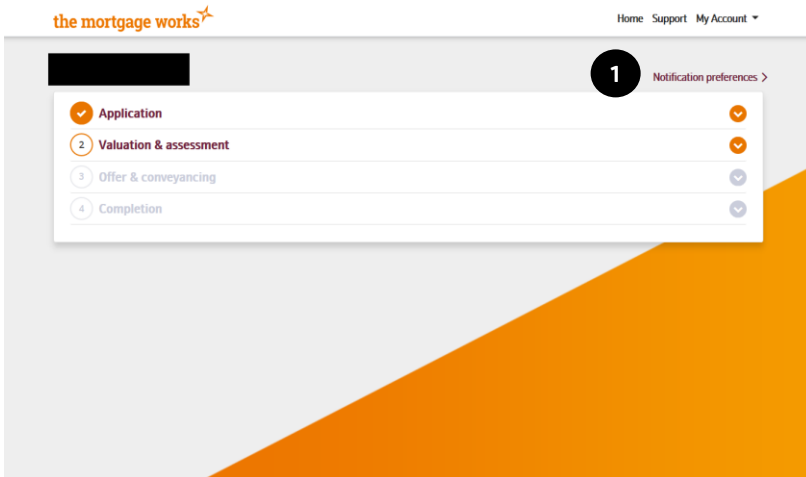 the mortgage works
Home Support My Account
1
Notification preferences >
Application
2 Valuation & assessment
3 Offer & conveyancing
4 Completion